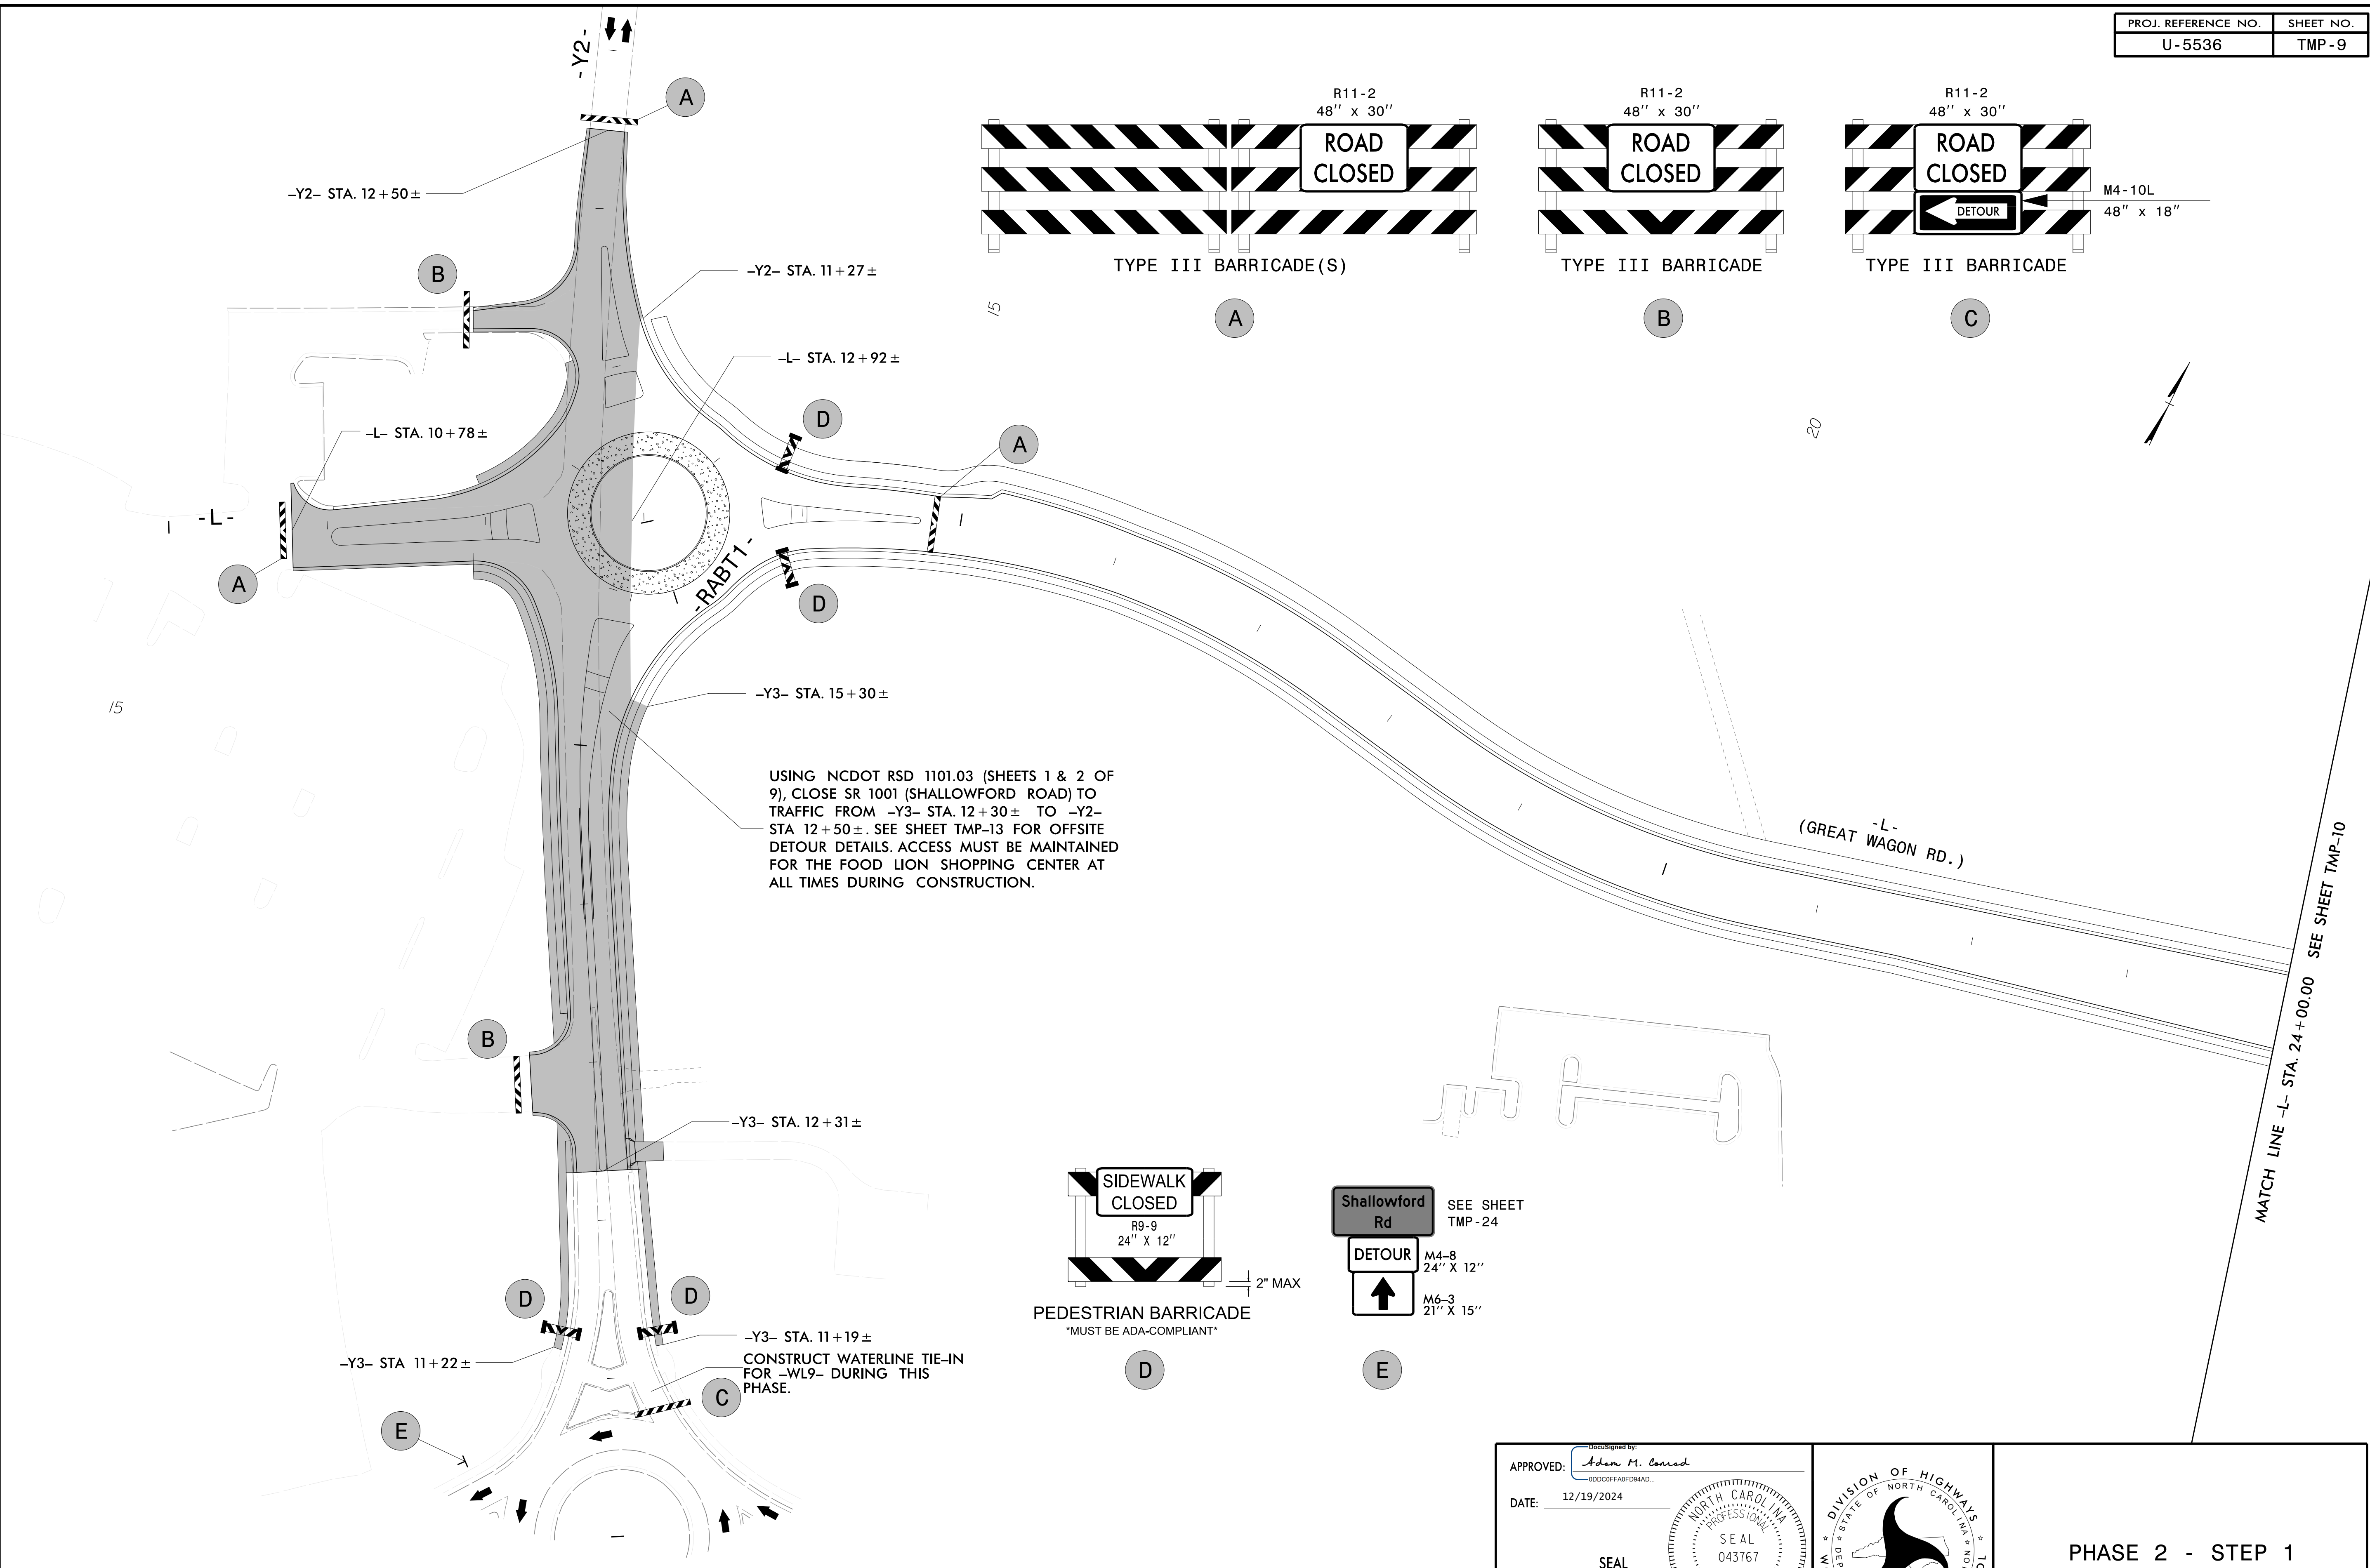 PROJ. REFERENCE NO.
SHEET NO.
U-5536
TMP-9
-Y2-
A
–Y2– STA. 12+50±
B
–Y2– STA. 11+27±
–L– STA. 12+92±
–L– STA. 10+78±
D
A
-L-
A
-RABT1-
D
R11-2
48'' x 30''
ROAD
CLOSED
TYPE III BARRICADE(S)
A
R11-2
48'' x 30''
ROAD
CLOSED
TYPE III BARRICADE
B
R11-2
48'' x 30''
ROAD
CLOSED
DETOUR
M4-10L
48'' x 18''
TYPE III BARRICADE
C
15
20
15
–Y3– STA. 15+30±
USING NCDOT RSD 1101.03 (SHEETS 1 & 2 OF
9), CLOSE SR 1001 (SHALLOWFORD ROAD) TO
TRAFFIC FROM –Y3– STA. 12+30± TO –Y2–
STA 12+50±. SEE SHEET TMP–13 FOR OFFSITE
DETOUR DETAILS. ACCESS MUST BE MAINTAINED
FOR THE FOOD LION SHOPPING CENTER AT
ALL TIMES DURING CONSTRUCTION.
-L-
(GREAT WAGON RD.)
MATCH LINE –L– STA. 24+00.00 SEE SHEET TMP–10
B
–Y3– STA. 12+31±
D
D
–Y3– STA. 11+19±
–Y3– STA 11+22±
CONSTRUCT WATERLINE TIE–IN
FOR –WL9– DURING THIS
PHASE.
C
E
SIDEWALK
CLOSED
R9-9
24'' X 12''
2" MAX
PEDESTRIAN BARRICADE
*MUST BE ADA-COMPLIANT*
D
Shallowford
Rd
SEE SHEET
TMP-24
DETOUR
M4–8
24'' X 12''
M6–3
21'' X 15''
E
APPROVED:
DocuSigned by:
Adam M. Conrad
0DDC0FFA0FD94AD...
DATE:
12/19/2024
SEAL
NORTH CAROLINA
PROFESSIONAL
SEAL
043767
DIVISION OF HIGHWAYS
STATE OF NORTH CAROLINA
PHASE 2 - STEP 1